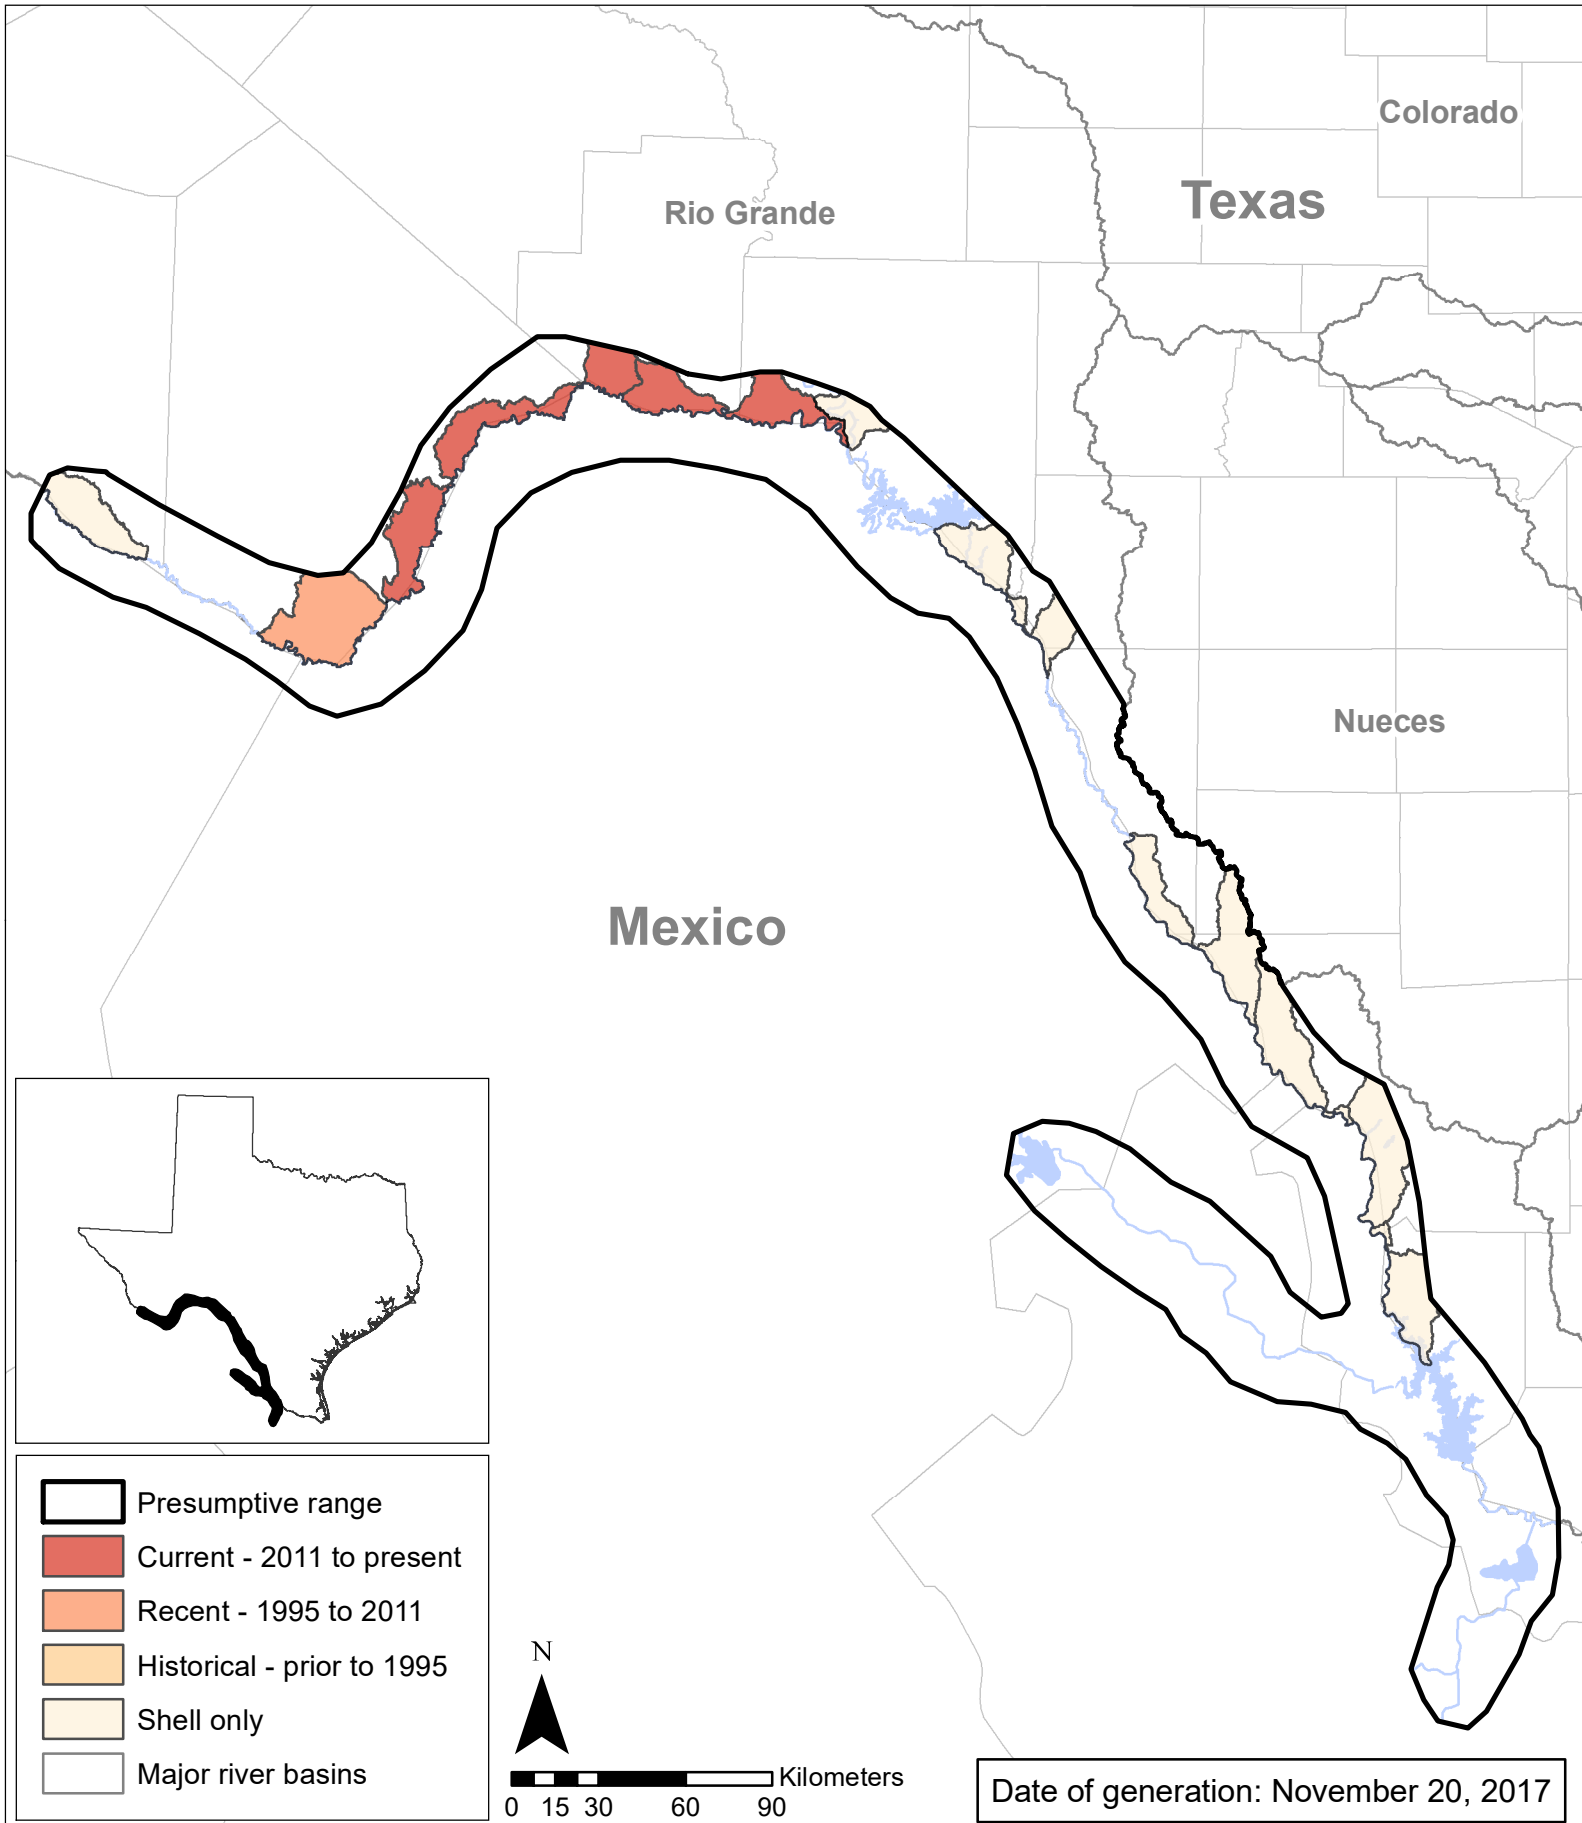 Colorado
Texas
Rio Grande
Nueces
Mexico
Presumptive range
Current - 2011 to present
Recent - 1995 to 2011
Historical - prior to 1995
Shell only
Major river basins
N
Kilometers
0 15 30 60 90
Date of generation: November 20, 2017